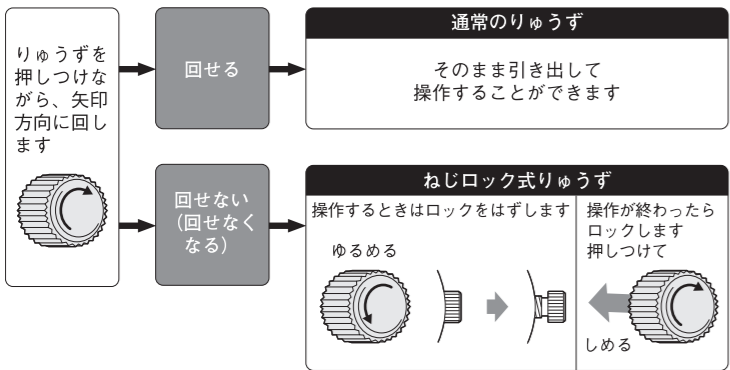 りゅうずを
押しつけな
がら、矢印
方向に回し
ます
回せる
通常のりゅうず
そのまま引き出して
操作することができます
回せない
(回せなく
なる)
ねじロック式りゅうず
操作するときはロックをはずします
ゆるめる
操作が終わったら
ロックします
押しつけて
しめる